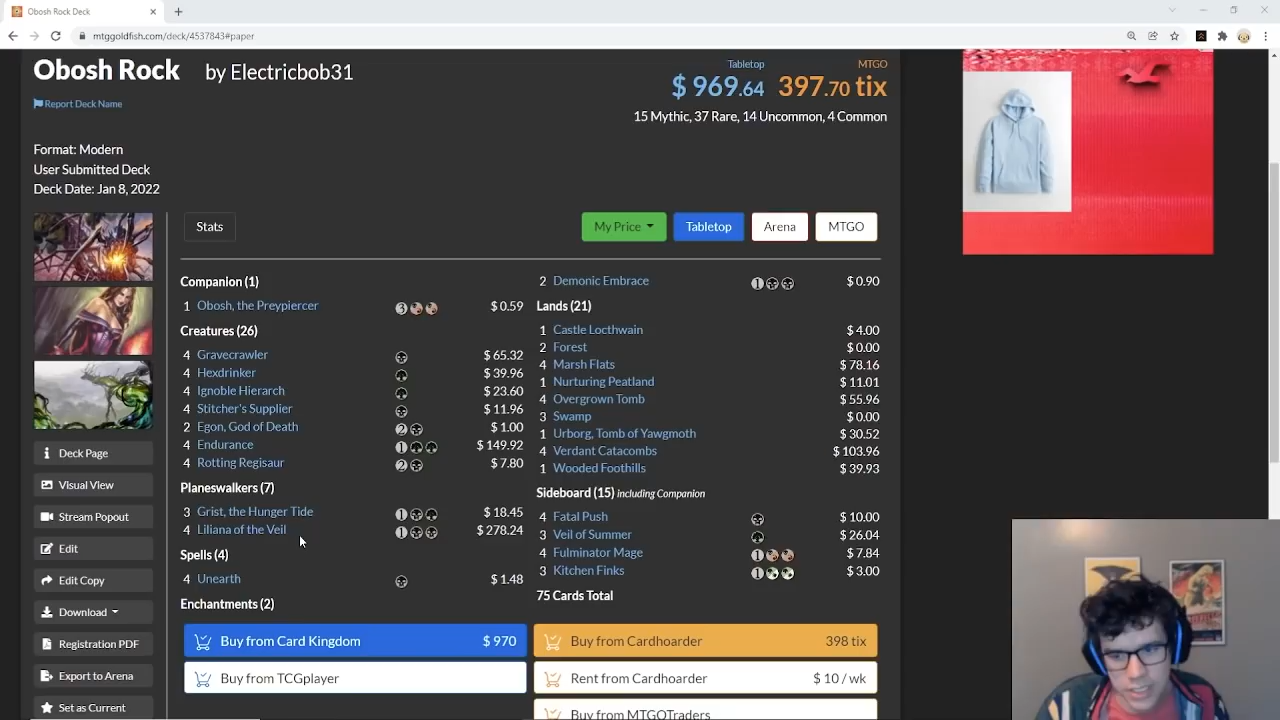 Obosh Rock Deck
mtggoldfish.com/deck/4537843#paper
Obosh Rock by Electricbob31
Tabletop
$ 969.64
MTGO
397.70 tix
15 Mythic, 37 Rare, 14 Uncommon, 4 Common
Report Deck Name
Format: Modern
User Submitted Deck
Deck Date: Jan 8, 2022
Stats
My Price
Tabletop
Arena
MTGO
Companion (1)
1 Obosh, the Preypiercer 3 $ 0.59
Creatures (26)
4 Gravecrawler $ 65.32
4 Hexdrinker $ 39.96
4 Ignoble Hierarch $ 23.60
4 Stitcher's Supplier $ 11.96
2 Egon, God of Death 2 $ 1.00
4 Endurance 1 $ 149.92
4 Rotting Regisaur 2 $ 7.80
Planeswalkers (7)
3 Grist, the Hunger Tide 1 $ 18.45
4 Liliana of the Veil 1 $ 278.24
Spells (4)
4 Unearth $ 1.48
Enchantments (2)
2 Demonic Embrace 1 $ 0.90
Lands (21)
1 Castle Locthwain $ 4.00
2 Forest $ 0.00
4 Marsh Flats $ 78.16
1 Nurturing Peatland $ 11.01
4 Overgrown Tomb $ 55.96
3 Swamp $ 0.00
1 Urborg, Tomb of Yawgmoth $ 30.52
4 Verdant Catacombs $ 103.96
1 Wooded Foothills $ 39.93
Sideboard (15) including Companion
4 Fatal Push $ 10.00
3 Veil of Summer $ 26.04
4 Fulminator Mage 1 $ 7.84
3 Kitchen Finks 1 $ 3.00
75 Cards Total
Deck Page
Visual View
Stream Popout
Edit
Edit Copy
Download
Registration PDF
Export to Arena
Set as Current
Buy from Card Kingdom $ 970
Buy from TCGplayer
Buy from Cardhoarder 398 tix
Rent from Cardhoarder $ 10 / wk
Buy from MTGOTraders